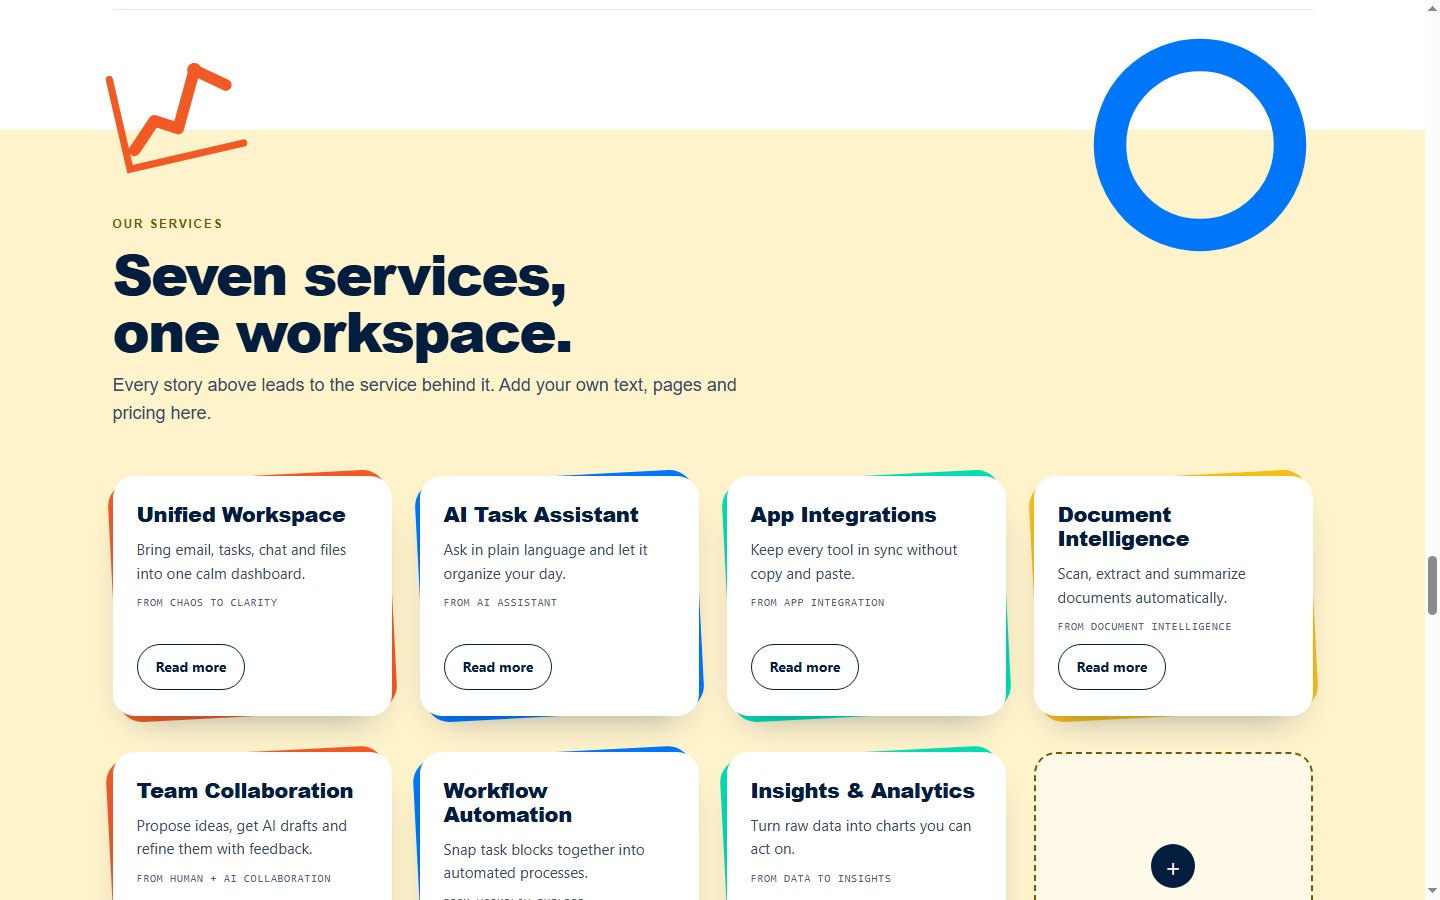 OUR SERVICES
Seven services,
one workspace.
Every story above leads to the service behind it. Add your own text, pages and
pricing here.
Unified Workspace
Bring email, tasks, chat and files
into one calm dashboard.
FROM CHAOS TO CLARITY
Read more
AI Task Assistant
Ask in plain language and let it
organize your day.
FROM AI ASSISTANT
Read more
App Integrations
Keep every tool in sync without
copy and paste.
FROM APP INTEGRATION
Read more
Document
Intelligence
Scan, extract and summarize
documents automatically.
FROM DOCUMENT INTELLIGENCE
Read more
Team Collaboration
Propose ideas, get AI drafts and
refine them with feedback.
FROM HUMAN + AI COLLABORATION
Workflow
Automation
Snap task blocks together into
automated processes.
Insights & Analytics
Turn raw data into charts you can
act on.
FROM DATA TO INSIGHTS
+